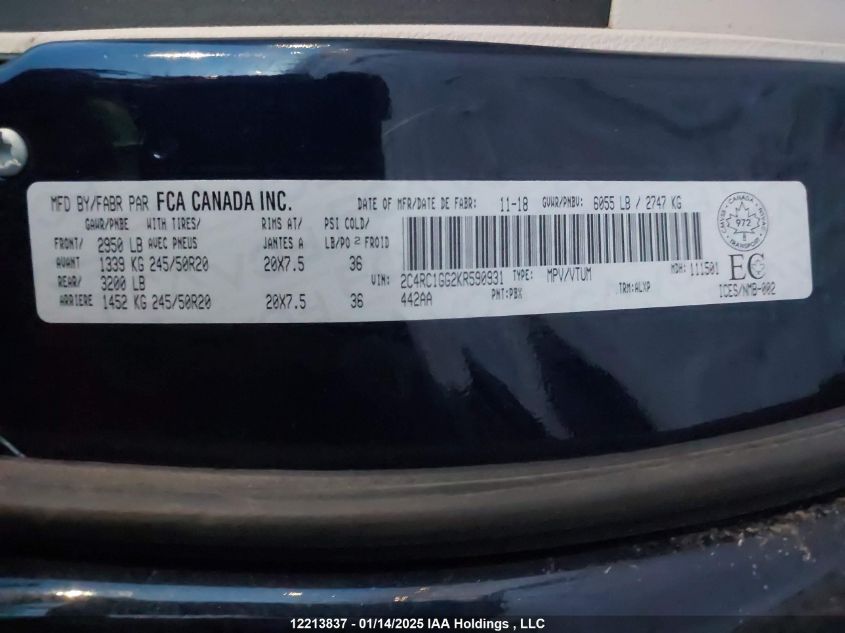 MFD BY/FABR PAR FCA CANADA INC. DATE OF MFR/DATE DE FABR: 11-18 GVWR/PNBV: 6055 LB / 2747 KG
GAWR/PNBE WITH TIRES/ RIMS AT/ PSI COLD/
FRONT/ 2950 LB AVEC PNEUS JANTES A LB/PO 2 FROID
AVANT 1339 KG 245/50R20 20X7.5 36
REAR/ 3200 LB
ARRIERE 1452 KG 245/50R20 20X7.5 36
VIN: 2C4RC1GG2KR590931 TYPE: MPV/VTUM MDH: 111501
442AA PNT:PBX TRM:ALXP
CANADA
972
TRANSPORT
EC
ICES/NMB-002
12213837 - 01/14/2025 IAA Holdings , LLC